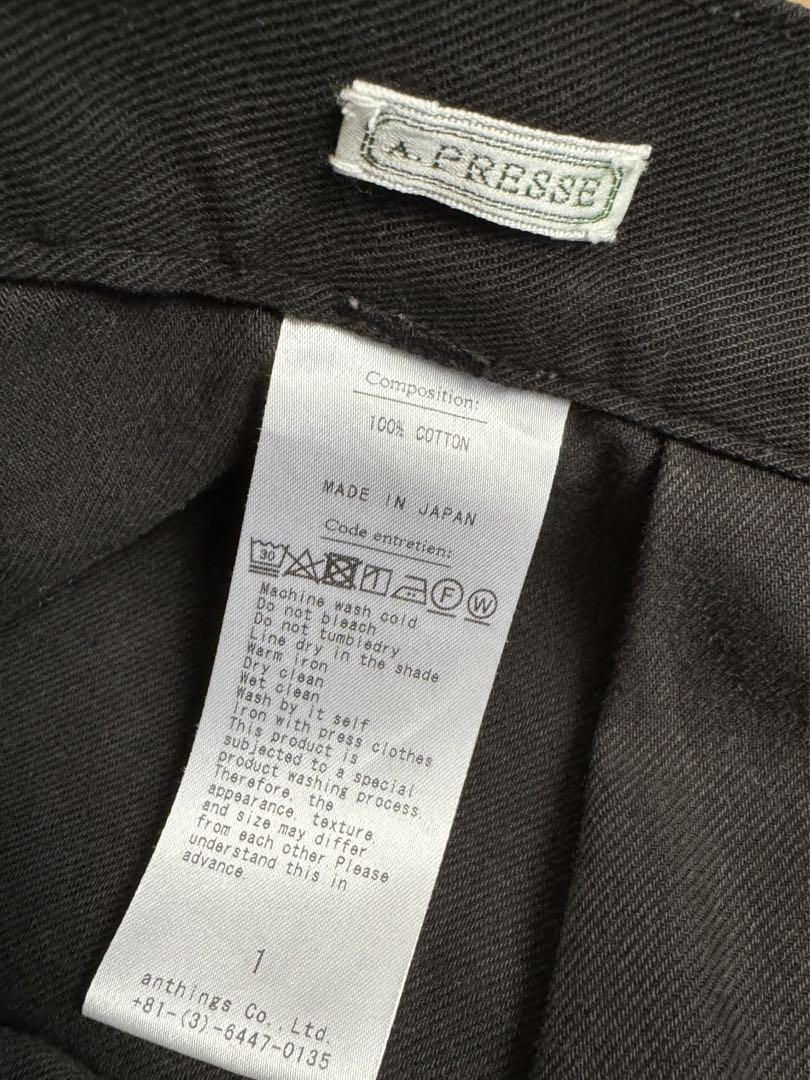 A. PRESSE
Composition:
100% COTTON
MADE IN JAPAN
Code entretien:
30 F W
Machine wash cold
Do not bleach
Do not tumbledry
Line dry in the shade
Warm iron
Dry clean
Wet clean
Wash by it self
Iron with press clothes
This product is
subjected to a special
product washing process.
Therefore, the
appearance, texture,
and size may differ
from each other Please
understand this in
advance.
1
anthings Co., Ltd.
+81-(3)-6447-0135